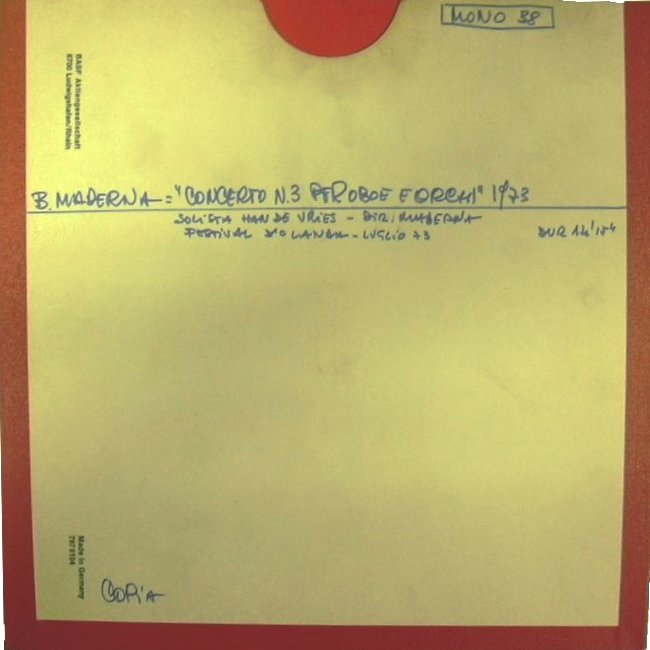 MONO 38
BASF Aktiengesellschaft
6700 Ludwigshafen/Rhein
B. MADERNA = "CONCERTO N.3 PER OBOE E ORCH." 1973
SOLISTA HAN DE VRIES - DIR. MADERNA
FESTIVAL D'OLANDA - LUGLIO 73
DUR 14'15"
Made in Germany
COPIA